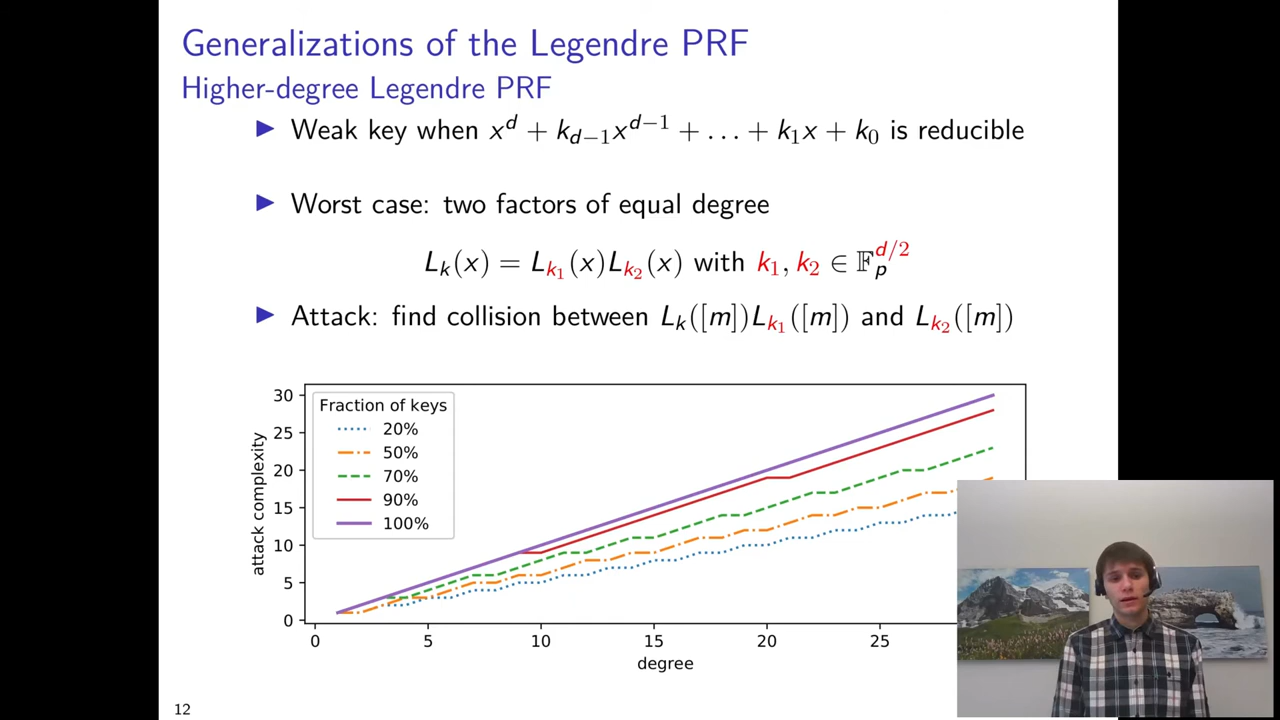 Generalizations of the Legendre PRF
Higher-degree Legendre PRF
▶ Weak key when x^d + k_{d−1}x^{d−1} + . . . + k_1x + k_0 is reducible
▶ Worst case: two factors of equal degree
L_k(x) = L_{k_1}(x)L_{k_2}(x) with k_1, k_2 ∈ 𝔽_p^{d/2}
▶ Attack: find collision between L_k([m])L_{k_1}([m]) and L_{k_2}([m])
Fraction of keys
20%
50%
70%
90%
100%
attack complexity
30
25
20
15
10
5
0
0 5 10 15 20 25
degree
12